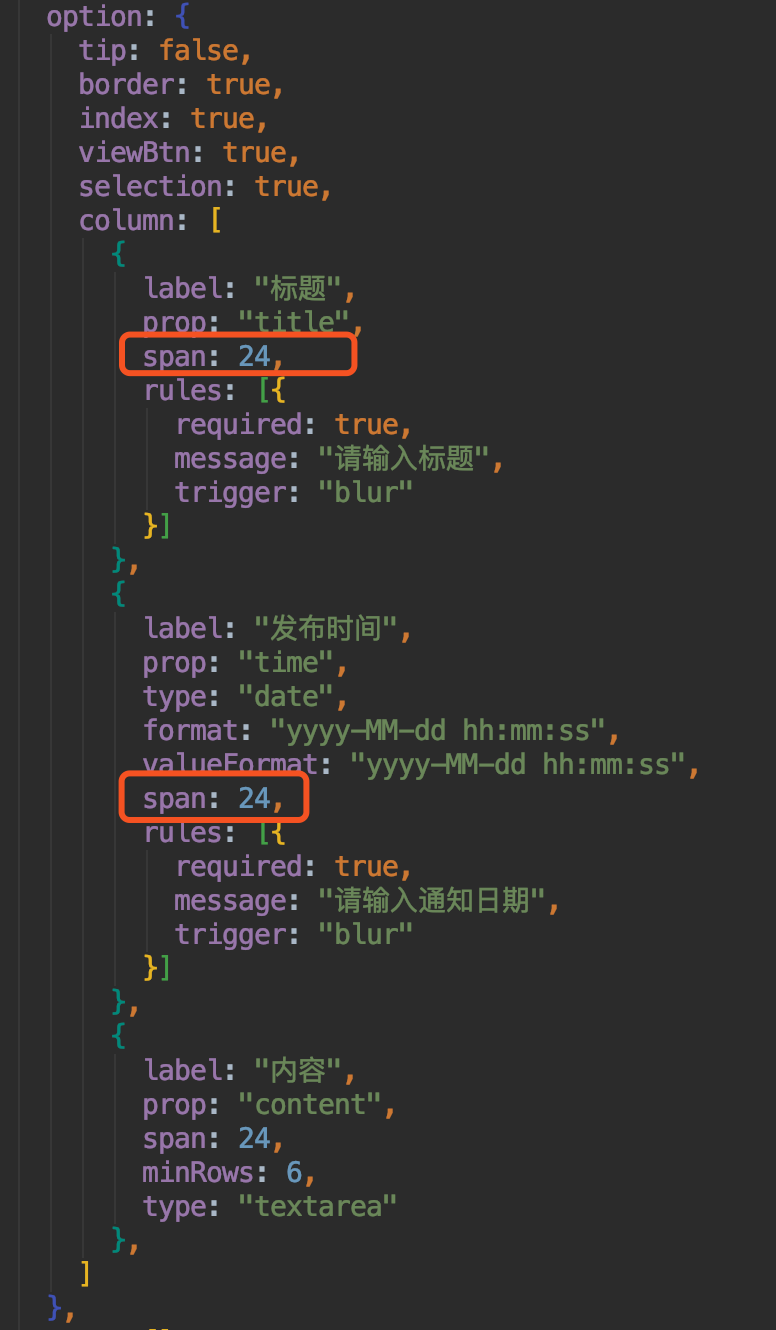 option: {
tip: false,
border: true,
index: true,
viewBtn: true,
selection: true,
column: [
{
label: "标题",
prop: "title",
span: 24,
rules: [{
required: true,
message: "请输入标题",
trigger: "blur"
}]
},
{
label: "发布时间",
prop: "time",
type: "date",
format: "yyyy-MM-dd hh:mm:ss",
valueFormat: "yyyy-MM-dd hh:mm:ss",
span: 24,
rules: [{
required: true,
message: "请输入通知日期",
trigger: "blur"
}]
},
{
label: "内容",
prop: "content",
span: 24,
minRows: 6,
type: "textarea"
},
]
},